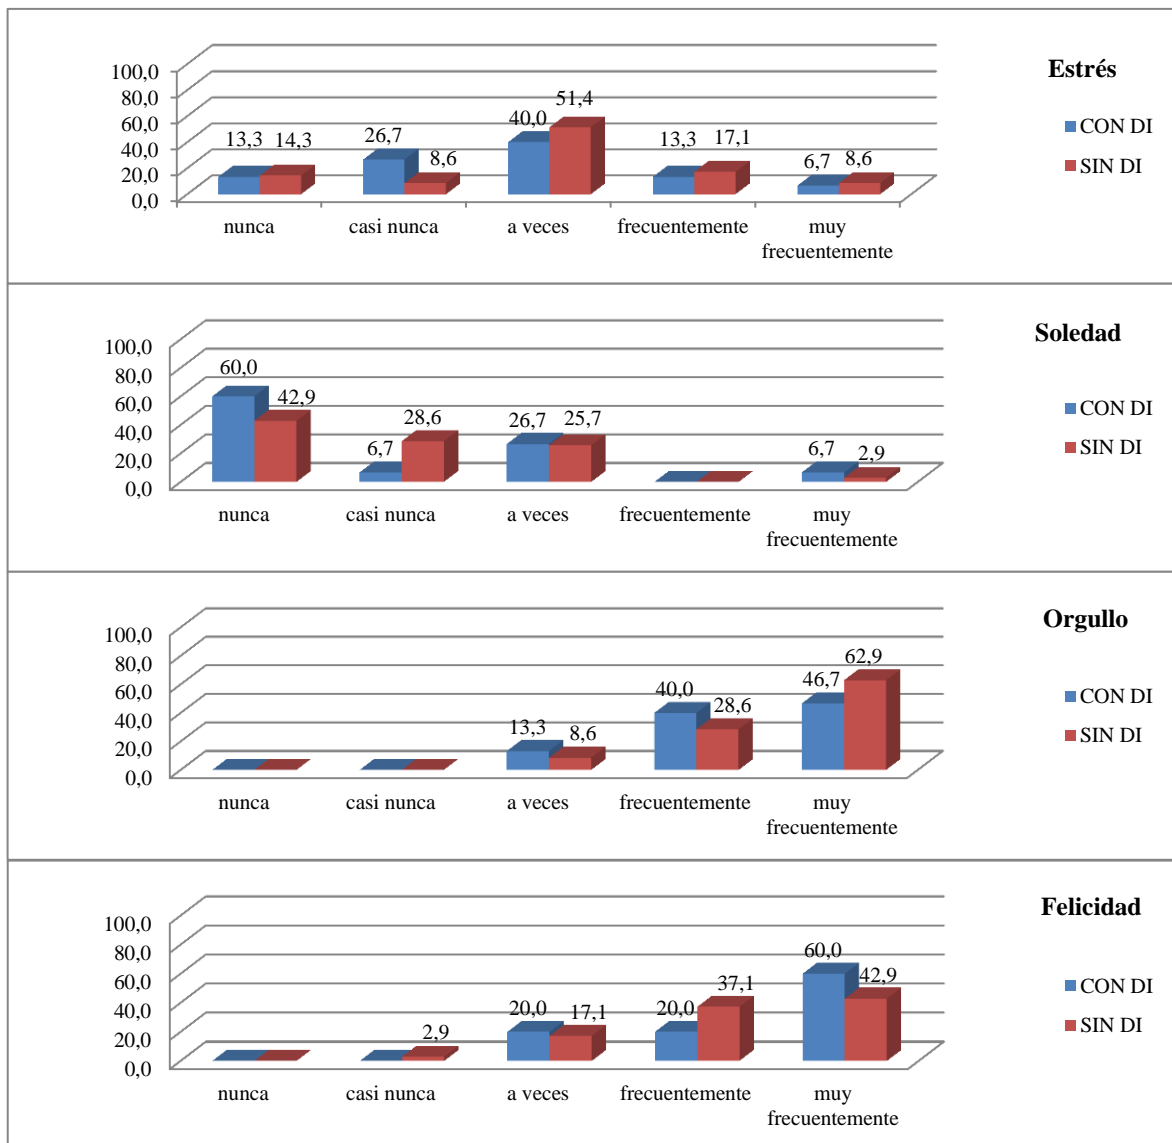 Estrés
100,0
80,0
60,0
40,0
20,0
0,0
13,3 14,3 26,7 8,6 40,0 51,4 13,3 17,1 6,7 8,6
nunca casi nunca a veces frecuentemente muy
frecuentemente
CON DI
SIN DI
Soledad
100,0
80,0
60,0
40,0
20,0
0,0
60,0 42,9 6,7 28,6 26,7 25,7 6,7 2,9
nunca casi nunca a veces frecuentemente muy
frecuentemente
CON DI
SIN DI
Orgullo
100,0
80,0
60,0
40,0
20,0
0,0
13,3 8,6 40,0 28,6 46,7 62,9
nunca casi nunca a veces frecuentemente muy
frecuentemente
CON DI
SIN DI
Felicidad
100,0
80,0
60,0
40,0
20,0
0,0
2,9 20,0 17,1 20,0 37,1 60,0 42,9
nunca casi nunca a veces frecuentemente muy
frecuentemente
CON DI
SIN DI